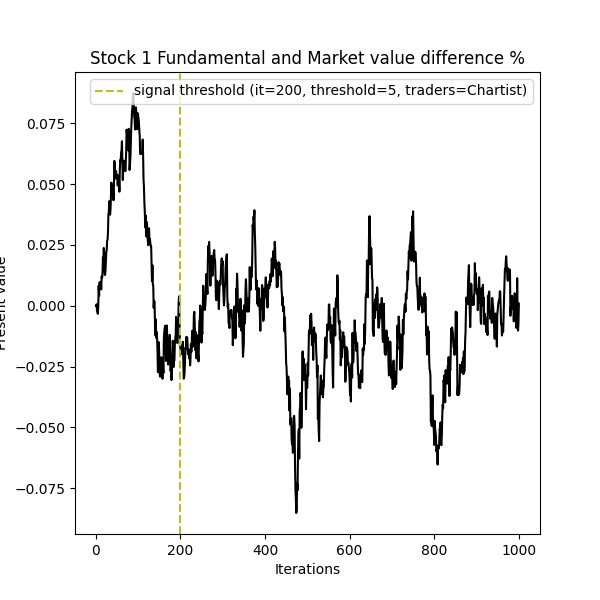 Stock 1 Fundamental and Market value difference %
signal threshold (it=200, threshold=5, traders=Chartist)
0.075
0.050
0.025
0.000
−0.025
−0.050
−0.075
Present value
0 200 400 600 800 1000
Iterations